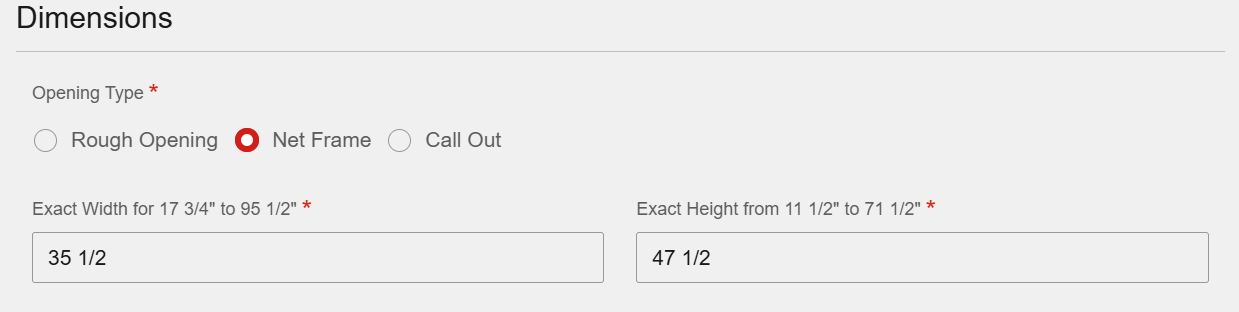 Dimensions
Opening Type *
Rough Opening Net Frame Call Out
Exact Width for 17 3/4" to 95 1/2" * Exact Height from 11 1/2" to 71 1/2" *
35 1/2 47 1/2